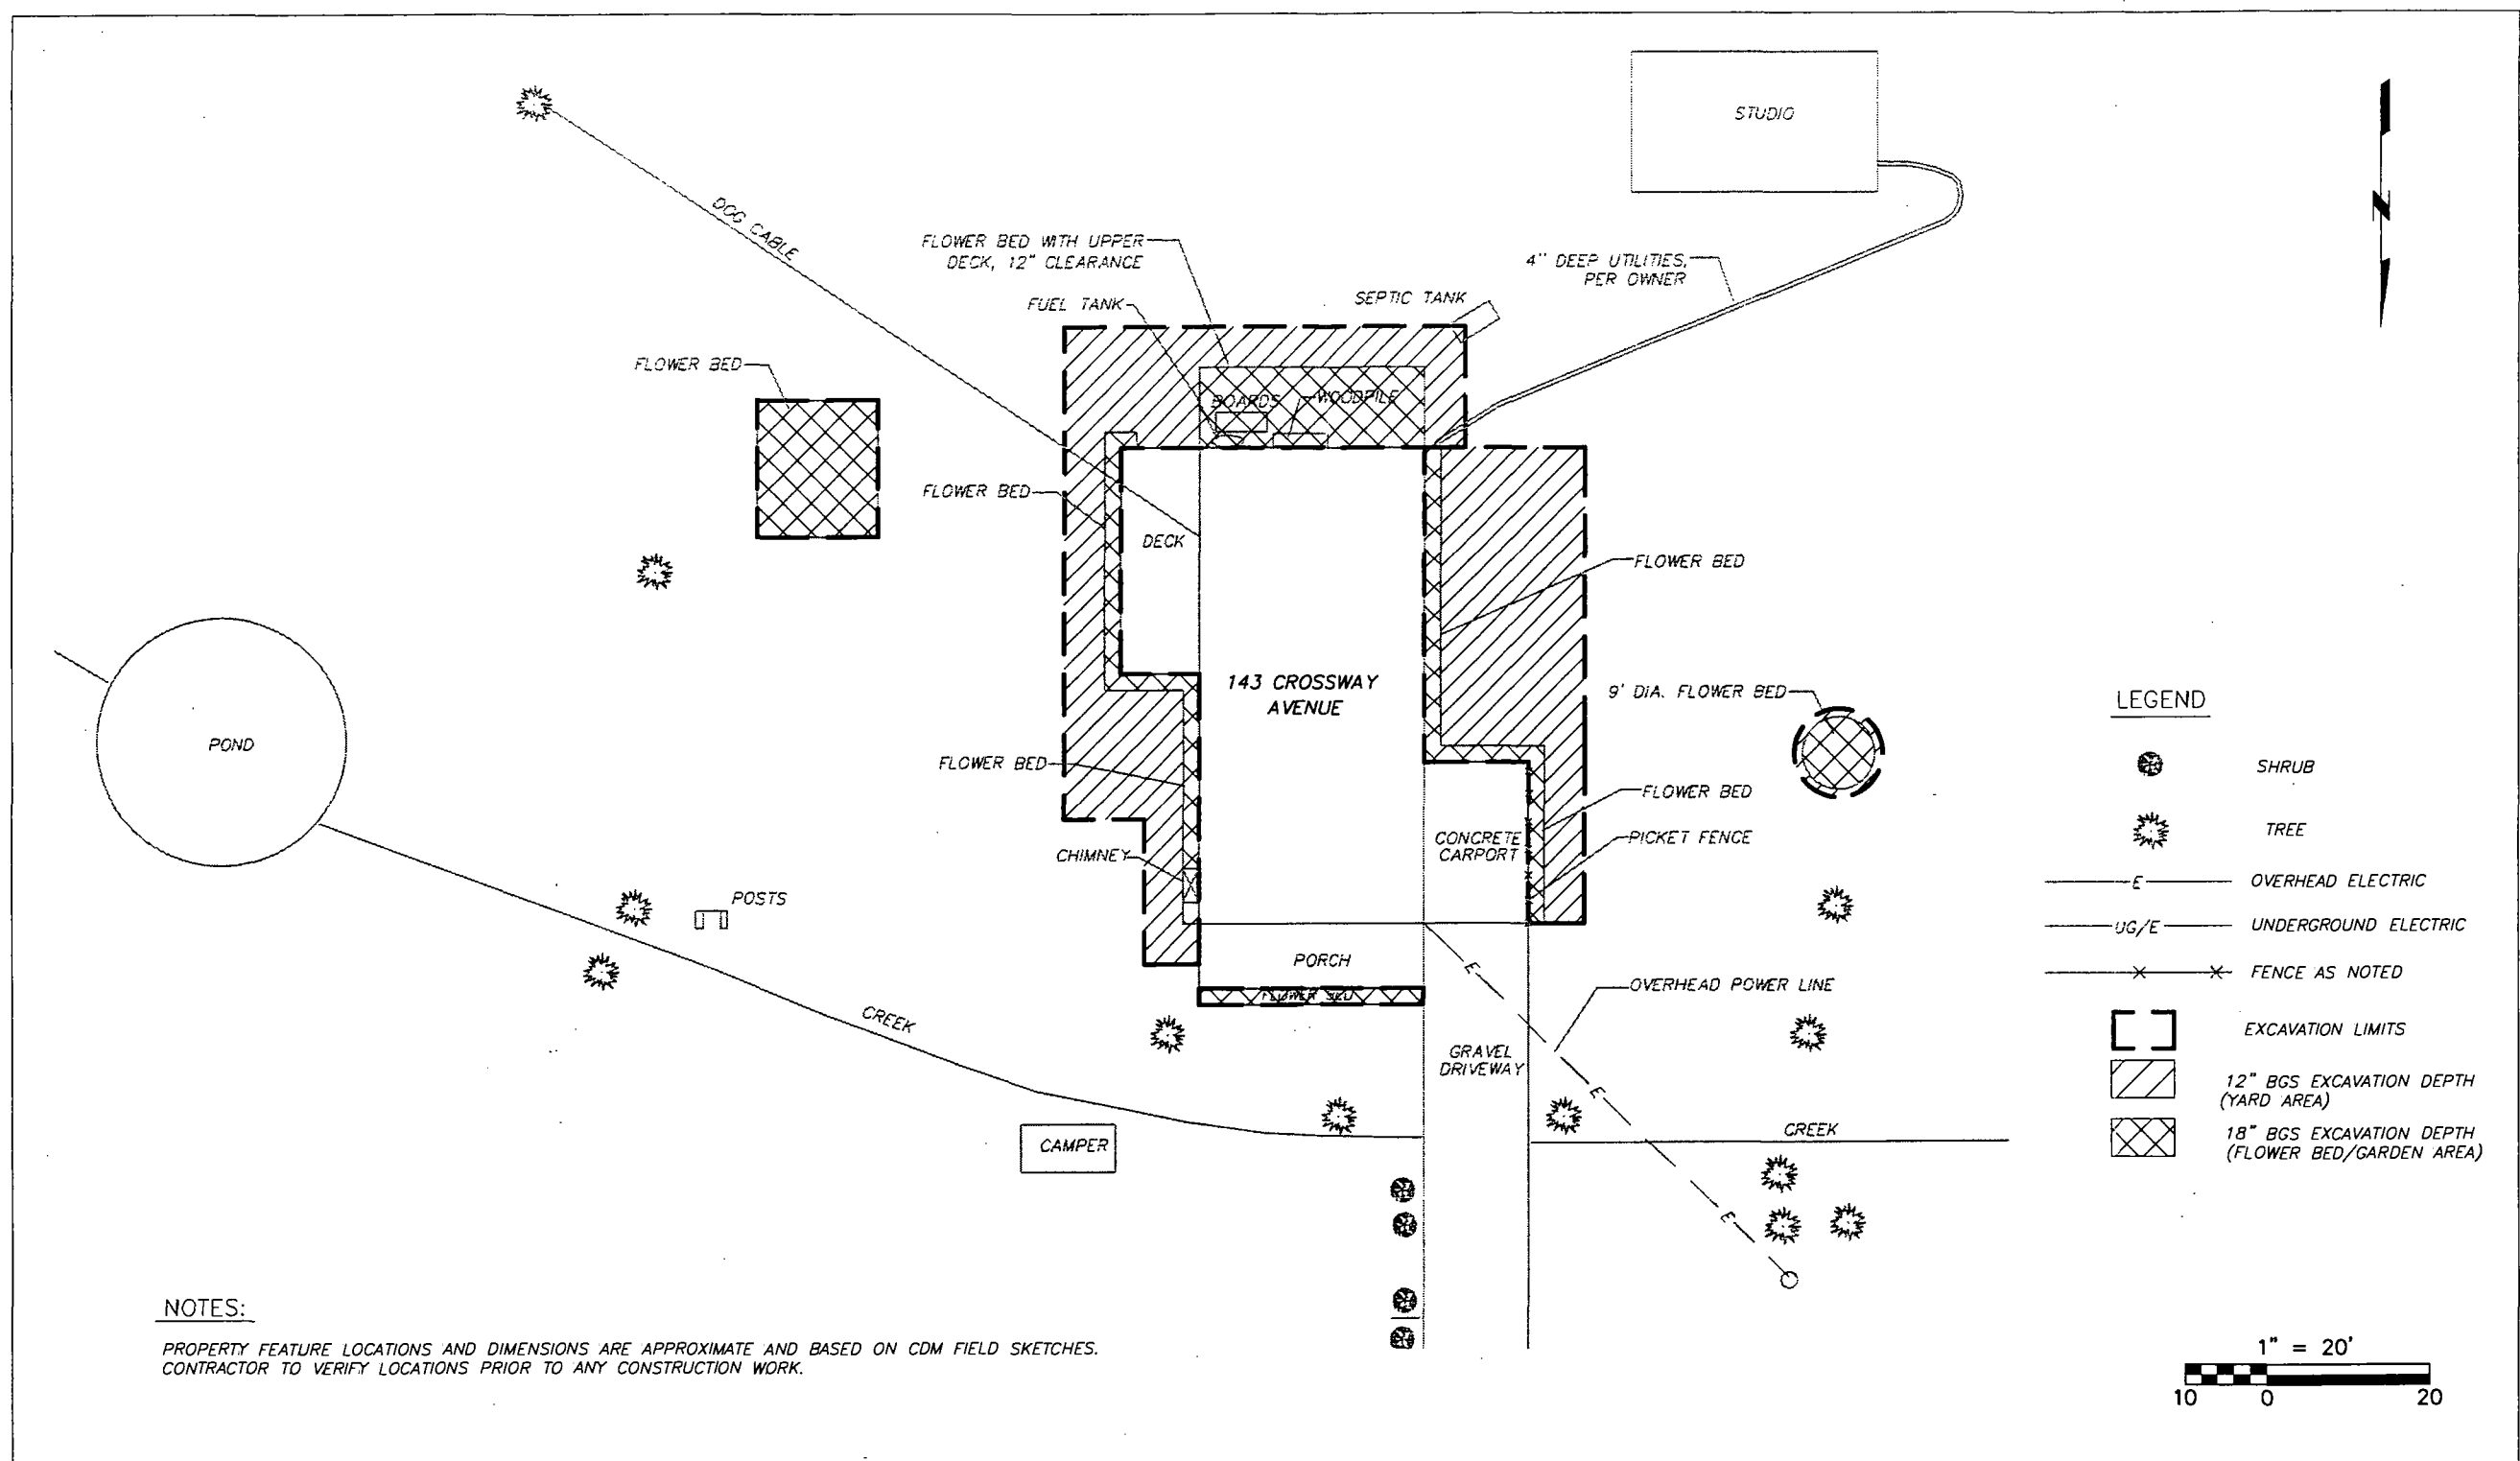 STUDIO
N
DOG CABLE
FLOWER BED WITH UPPER
DECK, 12" CLEARANCE
4" DEEP UTILITIES,
PER OWNER
FUEL TANK
SEPTIC TANK
FLOWER BED
BOARDS
WOODPILE
FLOWER BED
DECK
FLOWER BED
143 CROSSWAY
AVENUE
9' DIA. FLOWER BED
POND
FLOWER BED
FLOWER BED
CONCRETE
CARPORT
PICKET FENCE
CHIMNEY
POSTS
PORCH
E
OVERHEAD POWER LINE
FLOWER BED
CREEK
GRAVEL
DRIVEWAY
E
CREEK
CAMPER
E
LEGEND
SHRUB
TREE
E OVERHEAD ELECTRIC
UG/E UNDERGROUND ELECTRIC
X X FENCE AS NOTED
EXCAVATION LIMITS
12" BGS EXCAVATION DEPTH
(YARD AREA)
18" BGS EXCAVATION DEPTH
(FLOWER BED/GARDEN AREA)
NOTES:
PROPERTY FEATURE LOCATIONS AND DIMENSIONS ARE APPROXIMATE AND BASED ON CDM FIELD SKETCHES.
CONTRACTOR TO VERIFY LOCATIONS PRIOR TO ANY CONSTRUCTION WORK.
1" = 20'
10 0 20